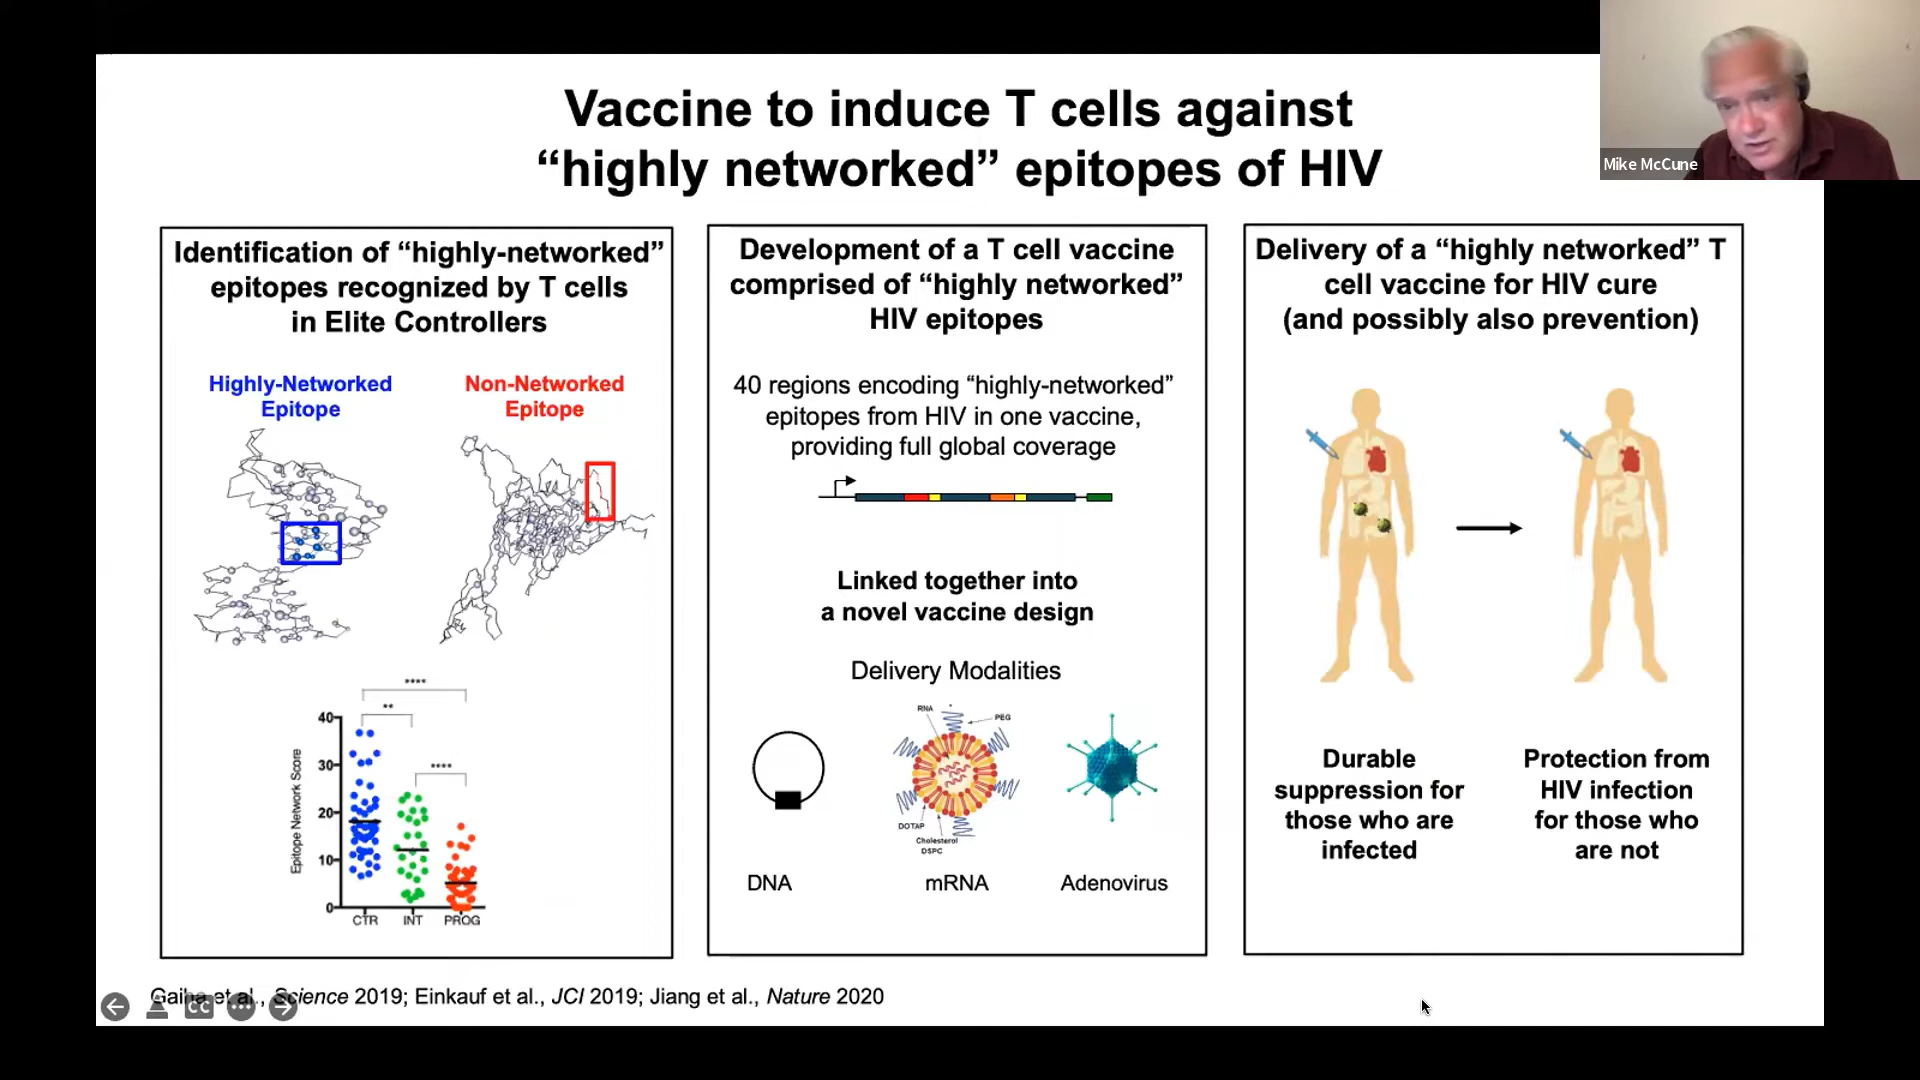 Vaccine to induce T cells against
“highly networked” epitopes of HIV
Mike McCune
Identification of “highly-networked”
epitopes recognized by T cells
in Elite Controllers
Highly-Networked
Epitope
Non-Networked
Epitope
****
**
****
Epitope Network Score
40
30
20
10
0
CTR INT PROG
Development of a T cell vaccine
comprised of “highly networked”
HIV epitopes
40 regions encoding “highly-networked”
epitopes from HIV in one vaccine,
providing full global coverage
Linked together into
a novel vaccine design
Delivery Modalities
RNA
PEG
DOTAP
Cholesterol
DSPC
DNA
mRNA
Adenovirus
Delivery of a “highly networked” T
cell vaccine for HIV cure
(and possibly also prevention)
Durable
suppression for
those who are
infected
Protection from
HIV infection
for those who
are not
Gaiha et al., Science 2019; Einkauf et al., JCI 2019; Jiang et al., Nature 2020
CC